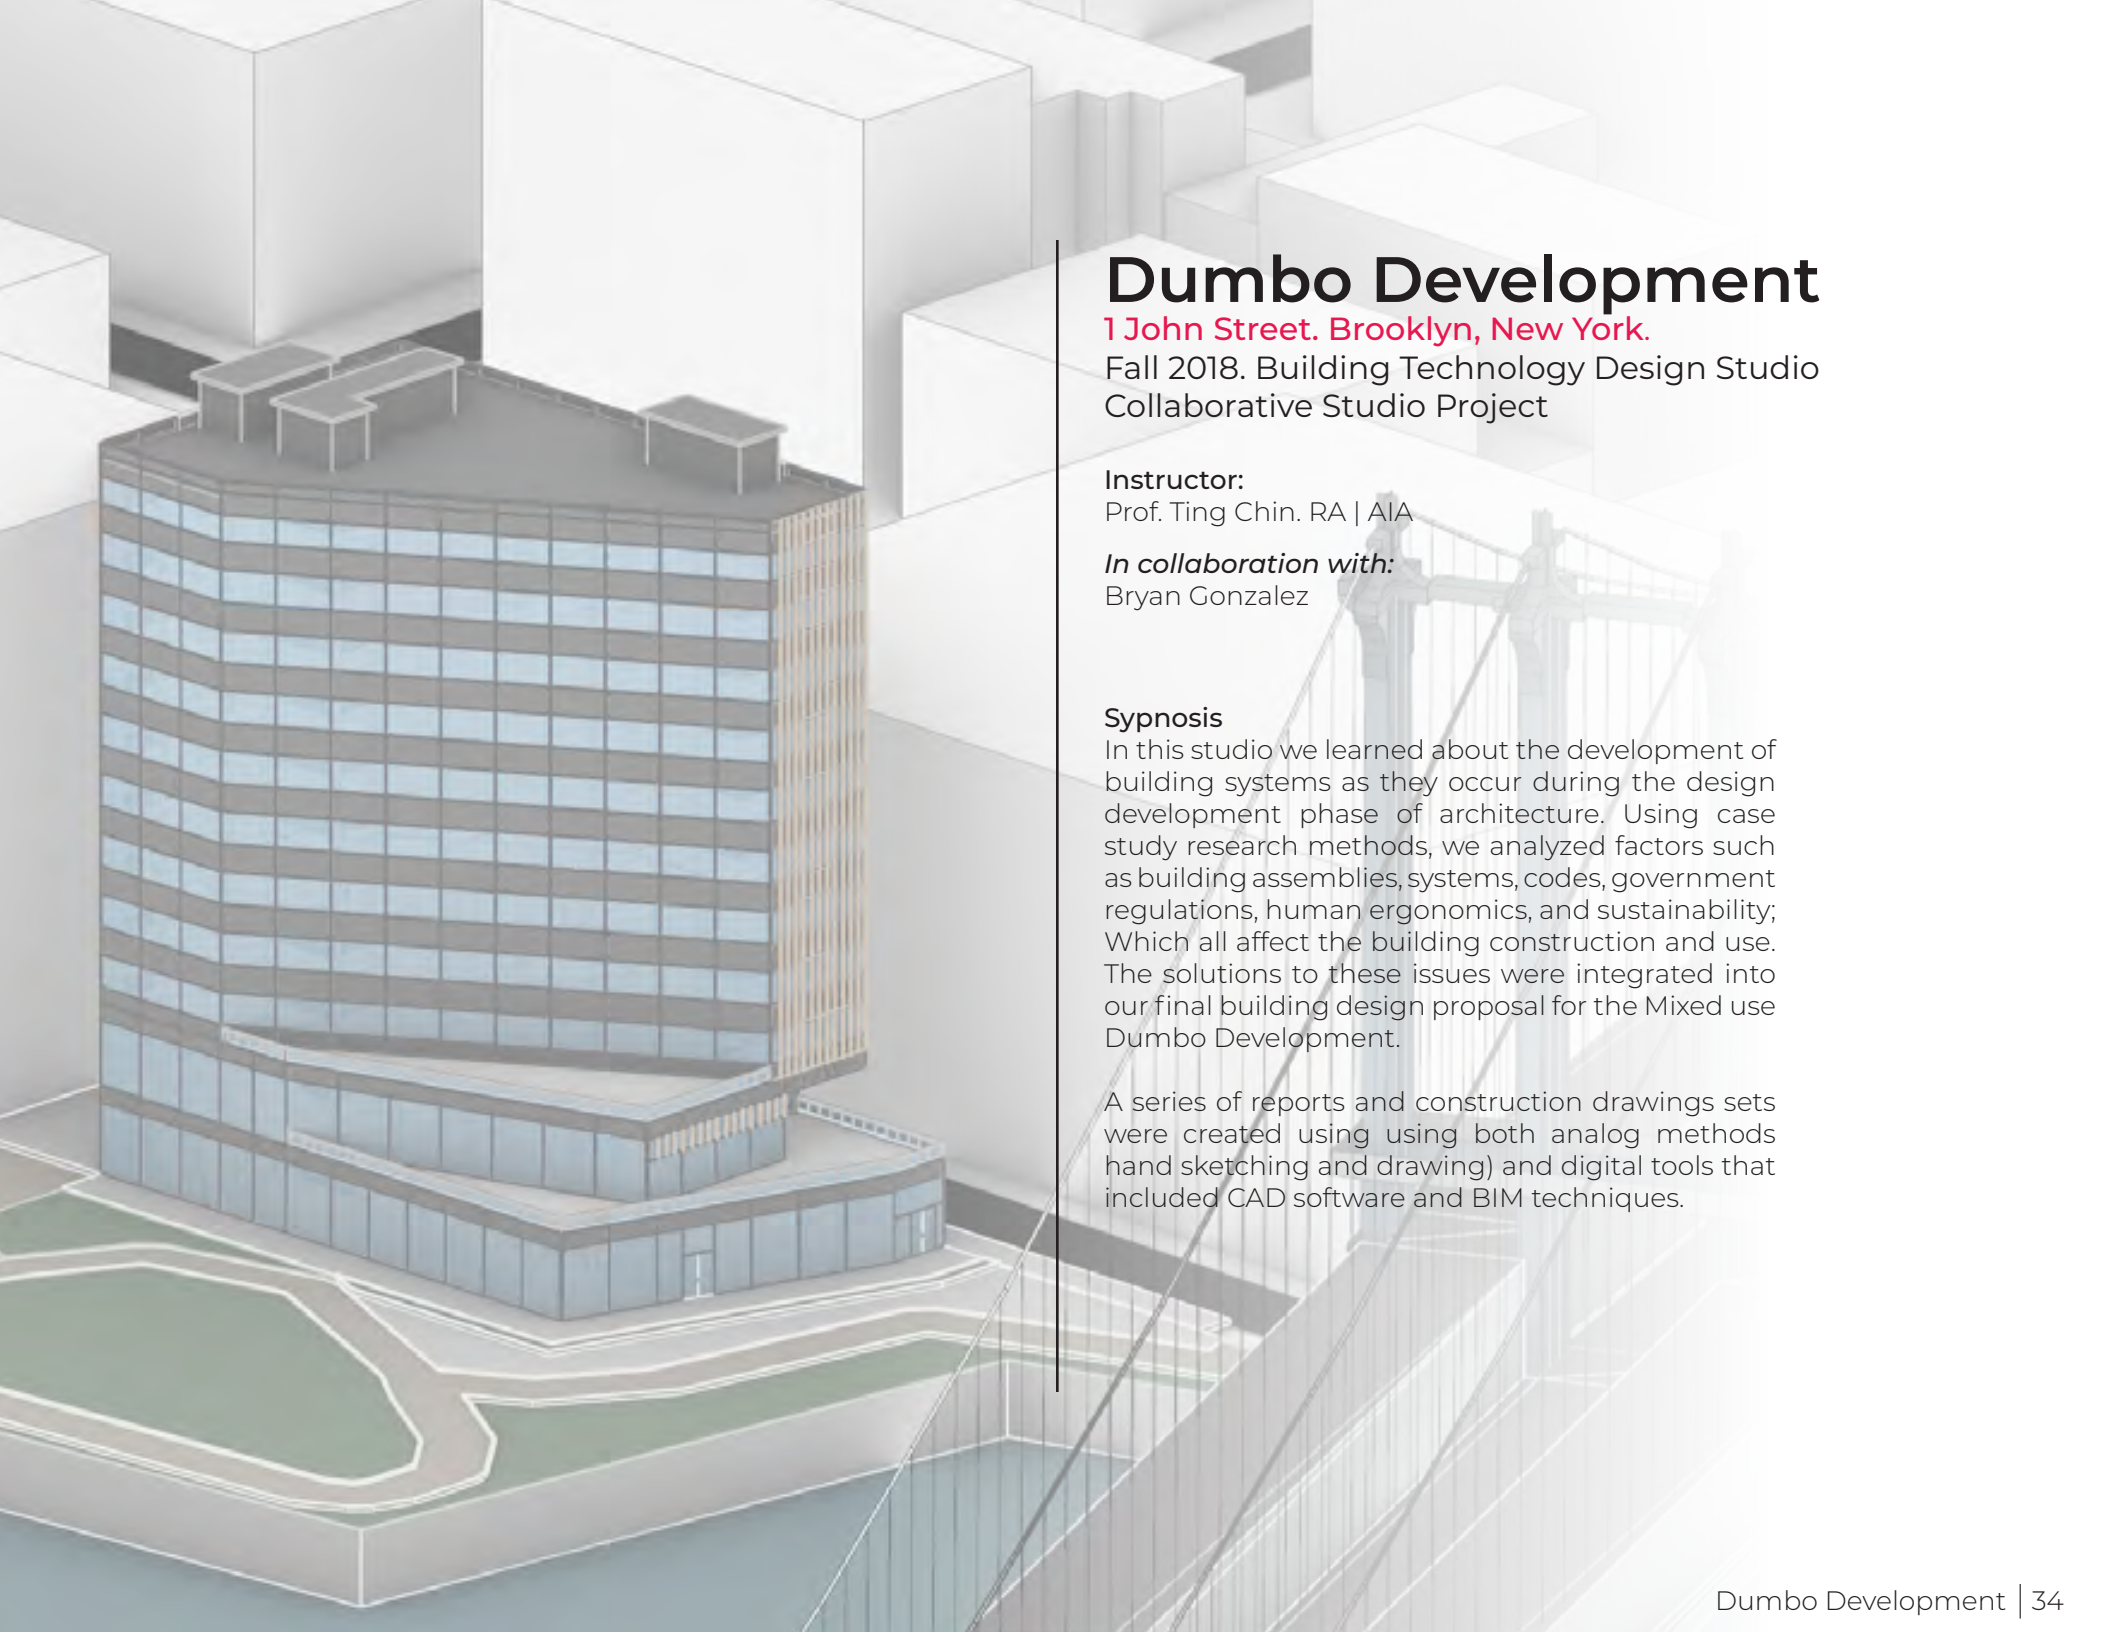 Dumbo Development
1 John Street. Brooklyn, New York.
Fall 2018. Building Technology Design Studio
Collaborative Studio Project
Instructor:
Prof. Ting Chin. RA | AIA
In collaboration with:
Bryan Gonzalez
Sypnosis
In this studio we learned about the development of
building systems as they occur during the design
development phase of architecture. Using case
study research methods, we analyzed factors such
as building assemblies, systems, codes, government
regulations, human ergonomics, and sustainability;
Which all affect the building construction and use.
The solutions to these issues were integrated into
our final building design proposal for the Mixed use
Dumbo Development.
A series of reports and construction drawings sets
were created using using both analog methods
hand sketching and drawing) and digital tools that
included CAD software and BIM techniques.
Dumbo Development | 34